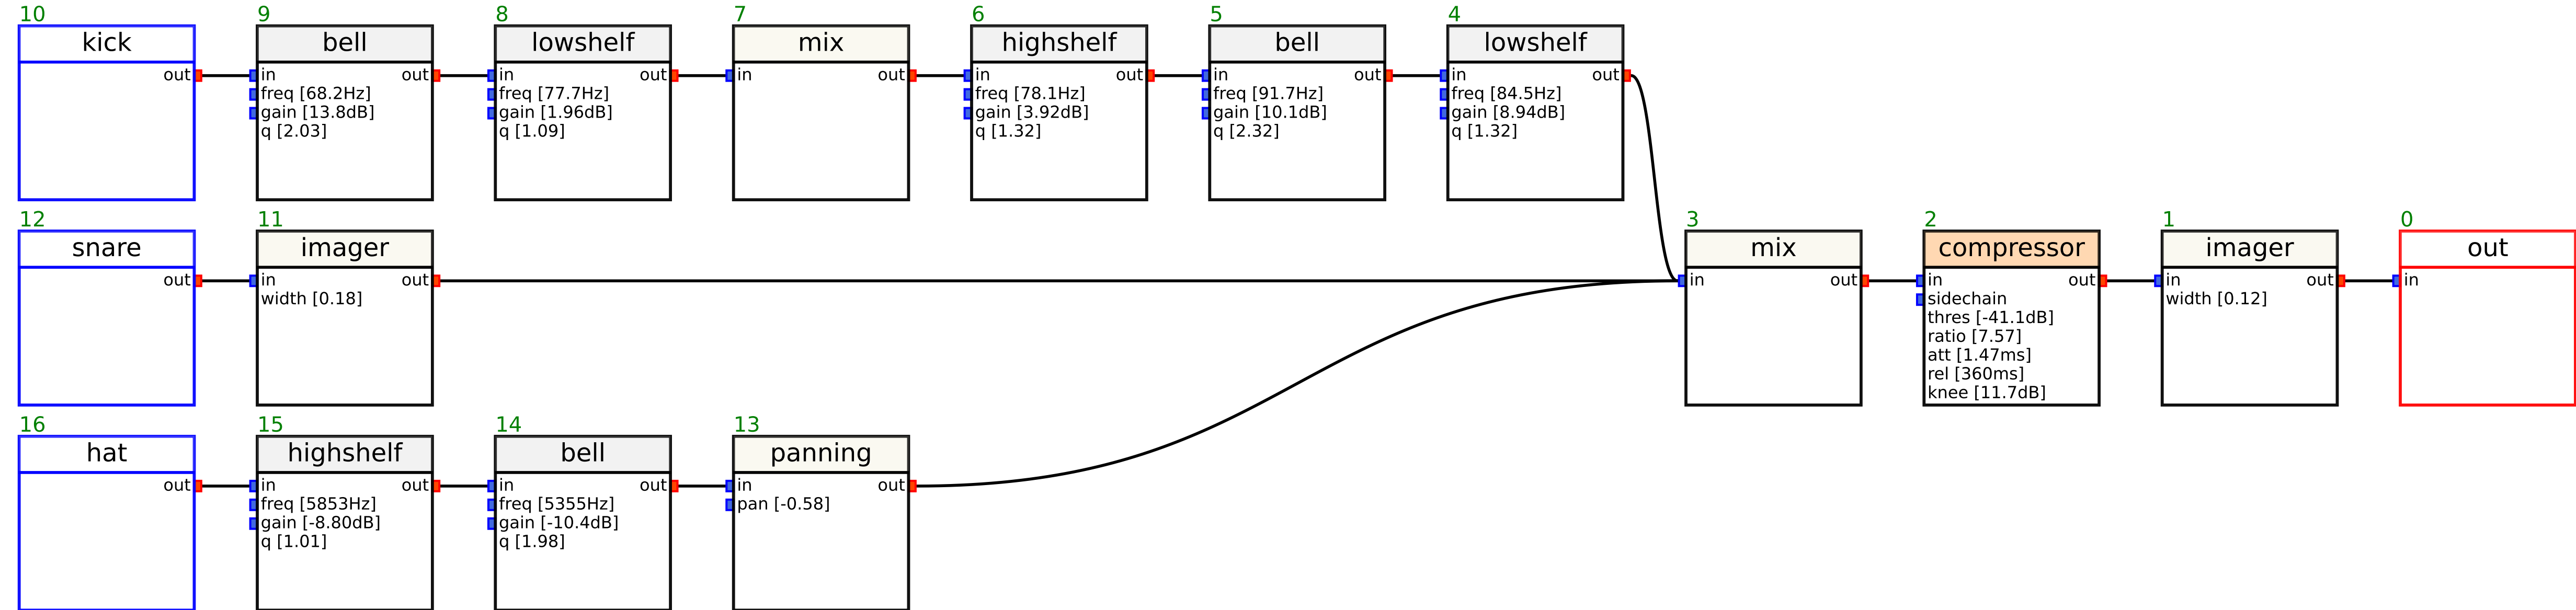 10
kick
out
9
bell
in out
freq [68.2Hz]
gain [13.8dB]
q [2.03]
8
lowshelf
in out
freq [77.7Hz]
gain [1.96dB]
q [1.09]
7
mix
in out
6
highshelf
in out
freq [78.1Hz]
gain [3.92dB]
q [1.32]
5
bell
in out
freq [91.7Hz]
gain [10.1dB]
q [2.32]
4
lowshelf
in out
freq [84.5Hz]
gain [8.94dB]
q [1.32]
12
snare
out
11
imager
in out
width [0.18]
3
mix
in out
2
compressor
in out
sidechain
thres [-41.1dB]
ratio [7.57]
att [1.47ms]
rel [360ms]
knee [11.7dB]
1
imager
in out
width [0.12]
0
out
in
16
hat
out
15
highshelf
in out
freq [5853Hz]
gain [-8.80dB]
q [1.01]
14
bell
in out
freq [5355Hz]
gain [-10.4dB]
q [1.98]
13
panning
in out
pan [-0.58]